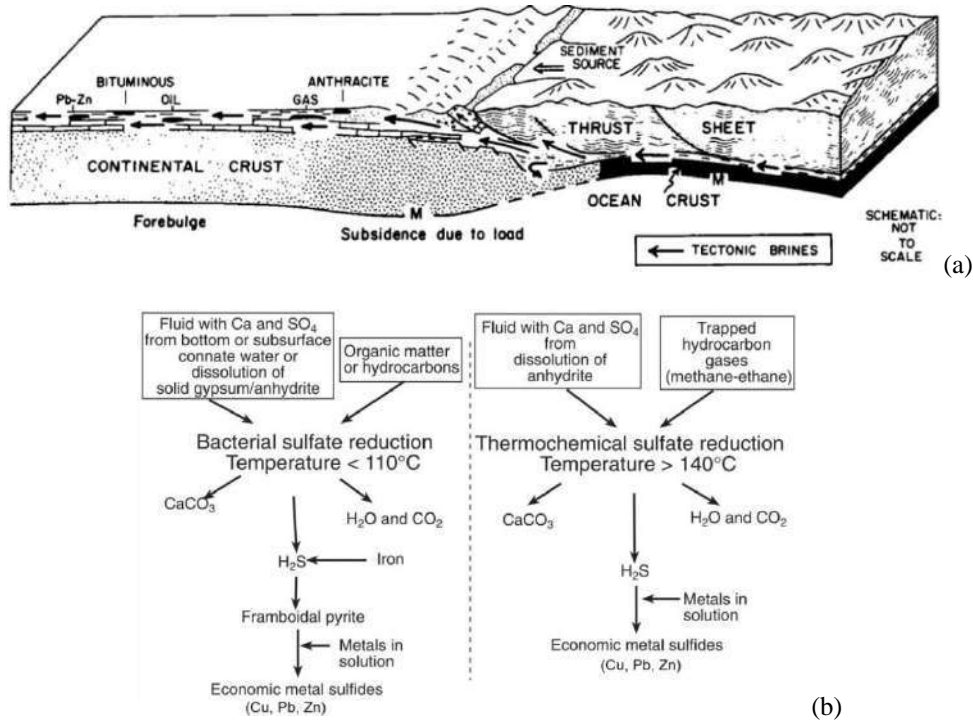 SEDIMENT
SOURCE
BITUMINOUS
ANTHRACITE
Pb-Zn
OIL
GAS
THRUST SHEET
CONTINENTAL CRUST
M
M
OCEAN CRUST
Forebulge
Subsidence due to load
SCHEMATIC:
NOT
TO
SCALE
TECTONIC BRINES
(a)
Fluid with Ca and SO4
from bottom or subsurface
connate water or
dissolution of
solid gypsum/anhydrite
Organic matter
or hydrocarbons
Bacterial sulfate reduction
Temperature < 110°C
CaCO3
H2O and CO2
H2S
Iron
Framboidal pyrite
Metals in
solution
Economic metal sulfides
(Cu, Pb, Zn)
Fluid with Ca and SO4
from
dissolution of
anhydrite
Trapped
hydrocarbon
gases
(methane-ethane)
Thermochemical sulfate reduction
Temperature > 140°C
CaCO3
H2O and CO2
H2S
Metals in
solution
Economic metal sulfides
(Cu, Pb, Zn)
(b)